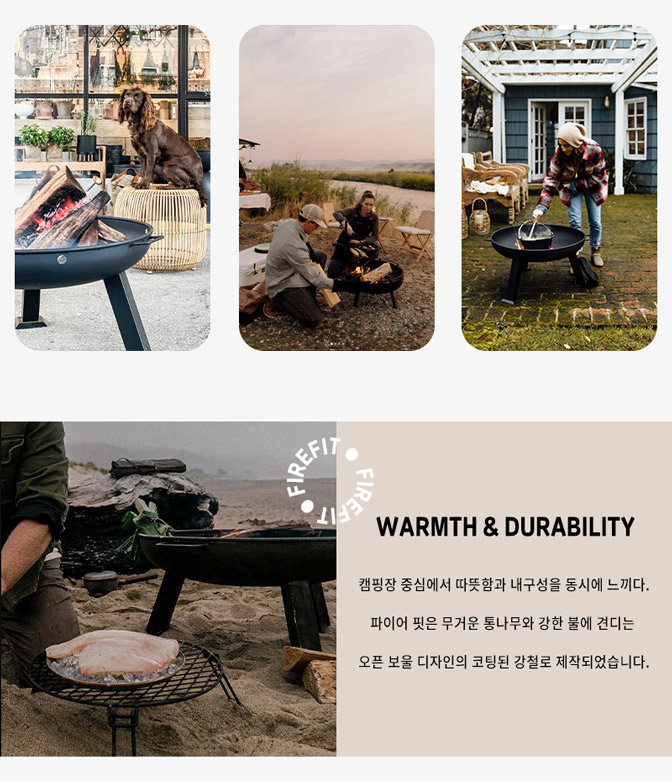 FIREFIT
FIREFIT
WARMTH & DURABILITY
캠핑장 중심에서 따뜻함과 내구성을 동시에 느끼다.
파이어 핏은 무거운 통나무와 강한 불에 견디는
오픈 보울 디자인의 코팅된 강철로 제작되었습니다.